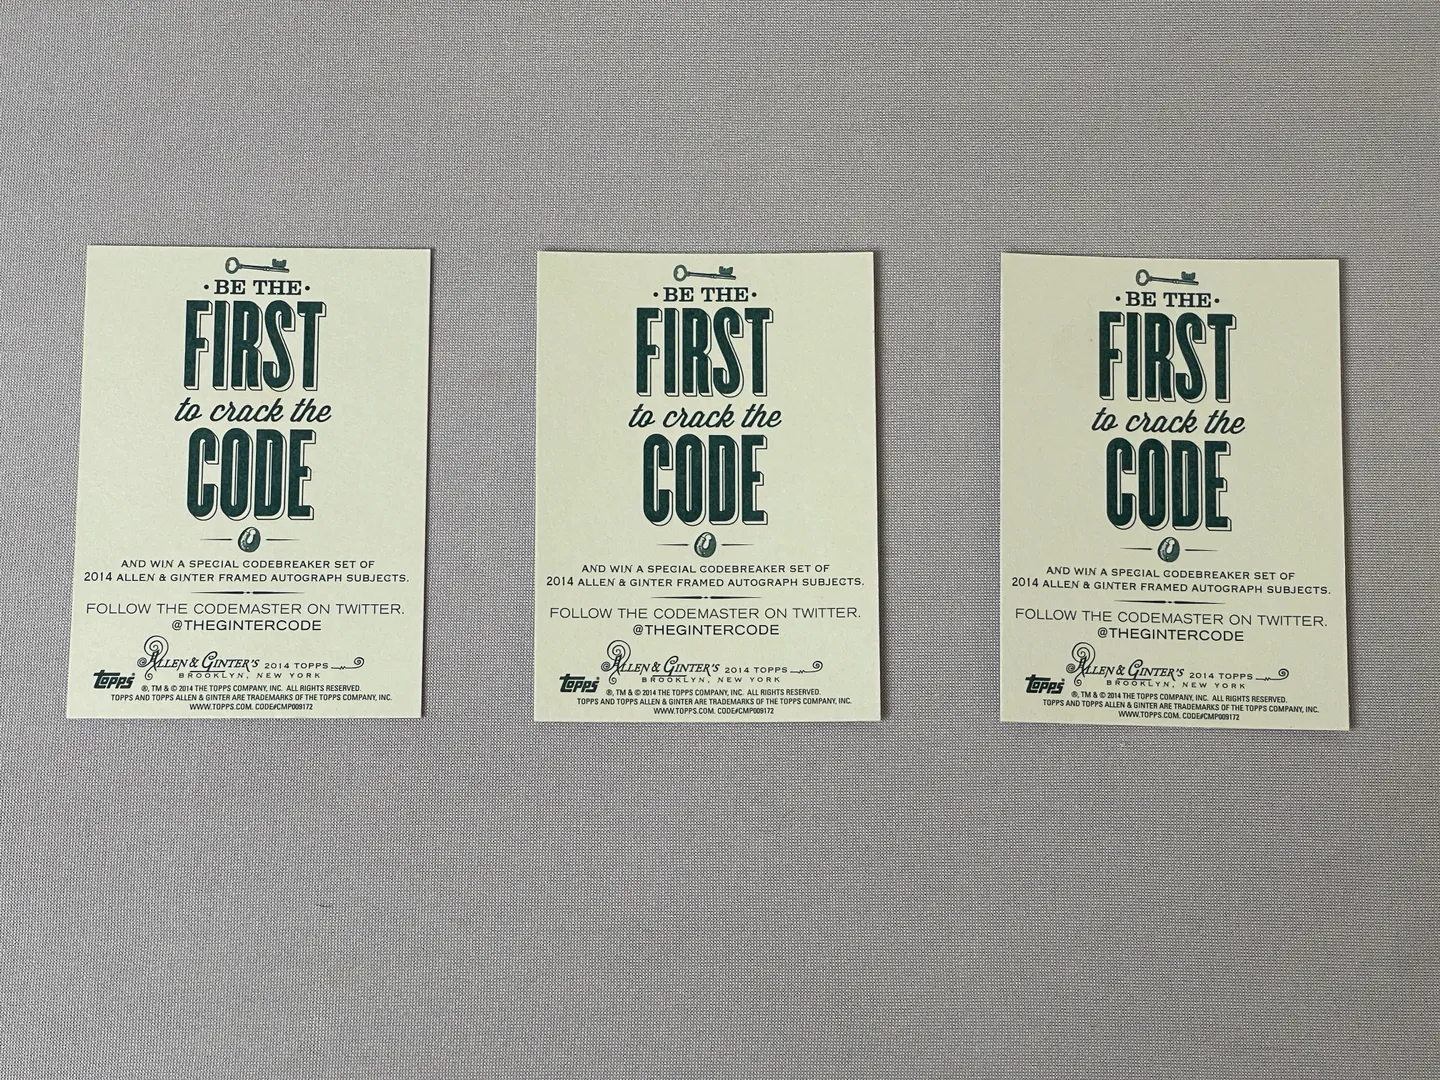 ·BE THE·
FIRST
to crack the
CODE
AND WIN A SPECIAL CODEBREAKER SET OF
2014 ALLEN & GINTER FRAMED AUTOGRAPH SUBJECTS.
FOLLOW THE CODEMASTER ON TWITTER.
@THEGINTERCODE
ALLEN & GINTER'S 2014 TOPPS
BROOKLYN, NEW YORK
Topps
®, TM & © 2014 THE TOPPS COMPANY, INC. ALL RIGHTS RESERVED.
TOPPS AND TOPPS ALLEN & GINTER ARE TRADEMARKS OF THE TOPPS COMPANY, INC.
WWW.TOPPS.COM. CODE#CMP009172
·BE THE·
FIRST
to crack the
CODE
AND WIN A SPECIAL CODEBREAKER SET OF
2014 ALLEN & GINTER FRAMED AUTOGRAPH SUBJECTS.
FOLLOW THE CODEMASTER ON TWITTER.
@THEGINTERCODE
ALLEN & GINTER'S 2014 TOPPS
BROOKLYN, NEW YORK
Topps
®, TM & © 2014 THE TOPPS COMPANY, INC. ALL RIGHTS RESERVED.
TOPPS AND TOPPS ALLEN & GINTER ARE TRADEMARKS OF THE TOPPS COMPANY, INC.
WWW.TOPPS.COM. CODE#CMP009172
·BE THE·
FIRST
to crack the
CODE
AND WIN A SPECIAL CODEBREAKER SET OF
2014 ALLEN & GINTER FRAMED AUTOGRAPH SUBJECTS.
FOLLOW THE CODEMASTER ON TWITTER.
@THEGINTERCODE
ALLEN & GINTER'S 2014 TOPPS
BROOKLYN, NEW YORK
Topps
®, TM & © 2014 THE TOPPS COMPANY, INC. ALL RIGHTS RESERVED.
TOPPS AND TOPPS ALLEN & GINTER ARE TRADEMARKS OF THE TOPPS COMPANY, INC.
WWW.TOPPS.COM. CODE#CMP009172